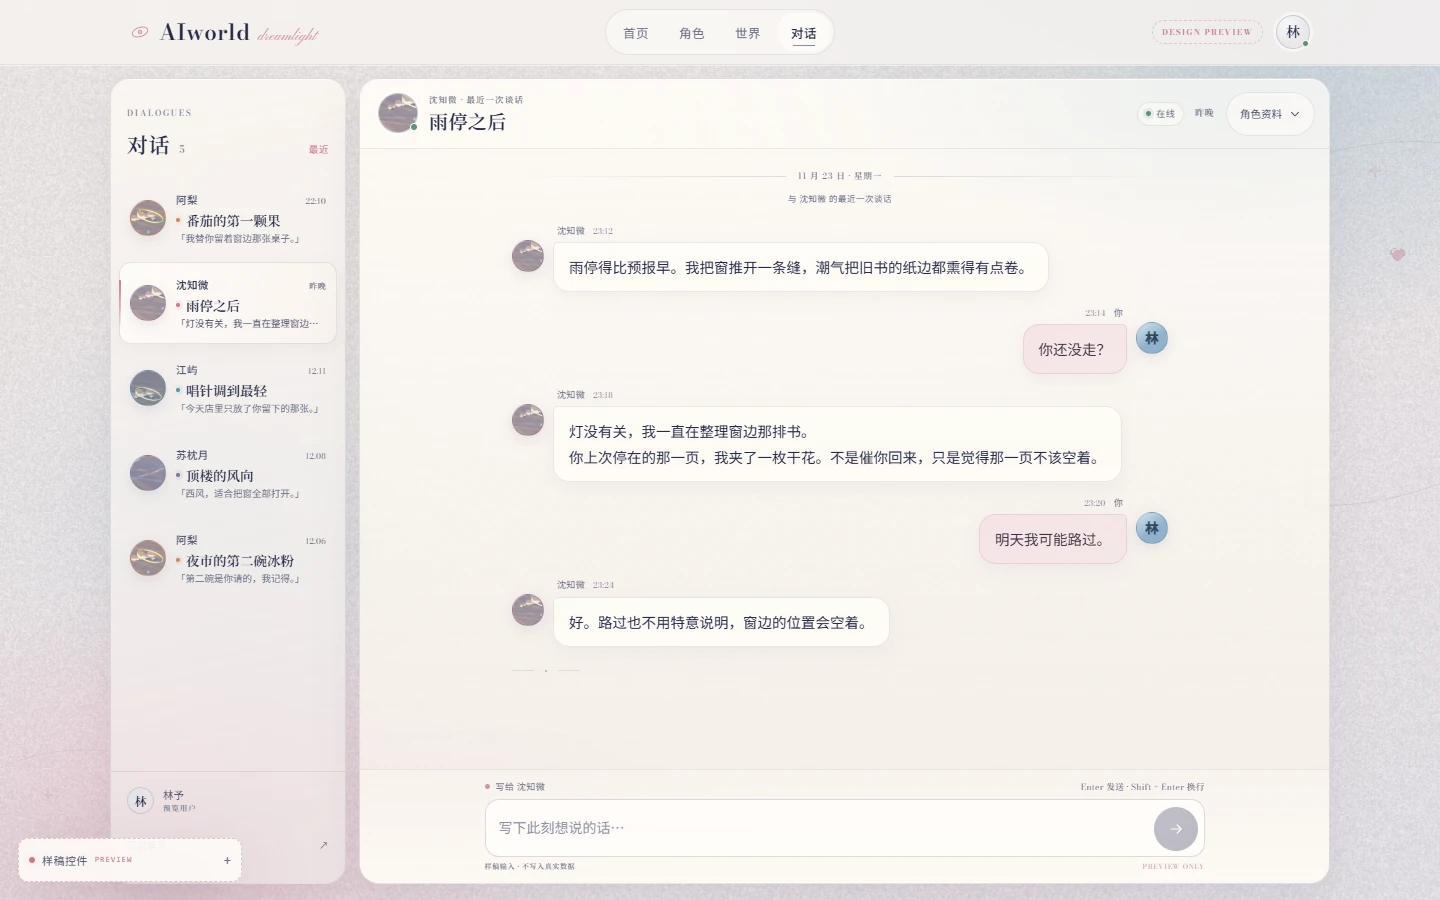 AIworld dreamlight
首页
角色
世界
对话
DESIGN PREVIEW
林
DIALOGUES
对话 5
最近
阿梨 22:10
番茄的第一颗果
「我替你留着窗边那张桌子。」
沈知微 昨晚
雨停之后
「灯没有关，我一直在整理窗边…
江屿 12.11
唱针调到最轻
「今天店里只放了你留下的那张。」
苏枕月 12.08
顶楼的风向
「西风，适合把窗全部打开。」
阿梨 12.06
夜市的第二碗冰粉
「第二碗是你请的，我记得。」
林 林予
预览用户
↗
样稿控件 PREVIEW +
沈知微 · 最近一次谈话
雨停之后
在线
昨晚
角色资料
11 月 23 日 · 星期一
与 沈知微 的最近一次谈话
沈知微 23:12
雨停得比预报早。我把窗推开一条缝，潮气把旧书的纸边都熏得有点卷。
23:14 你
你还没走？
林
沈知微 23:18
灯没有关，我一直在整理窗边那排书。
你上次停在的那一页，我夹了一枚干花。不是催你回来，只是觉得那一页不该空着。
23:20 你
明天我可能路过。
林
沈知微 23:24
好。路过也不用特意说明，窗边的位置会空着。
写给 沈知微
Enter 发送 · Shift + Enter 换行
写下此刻想说的话…
样稿输入 · 不写入真实数据
PREVIEW ONLY